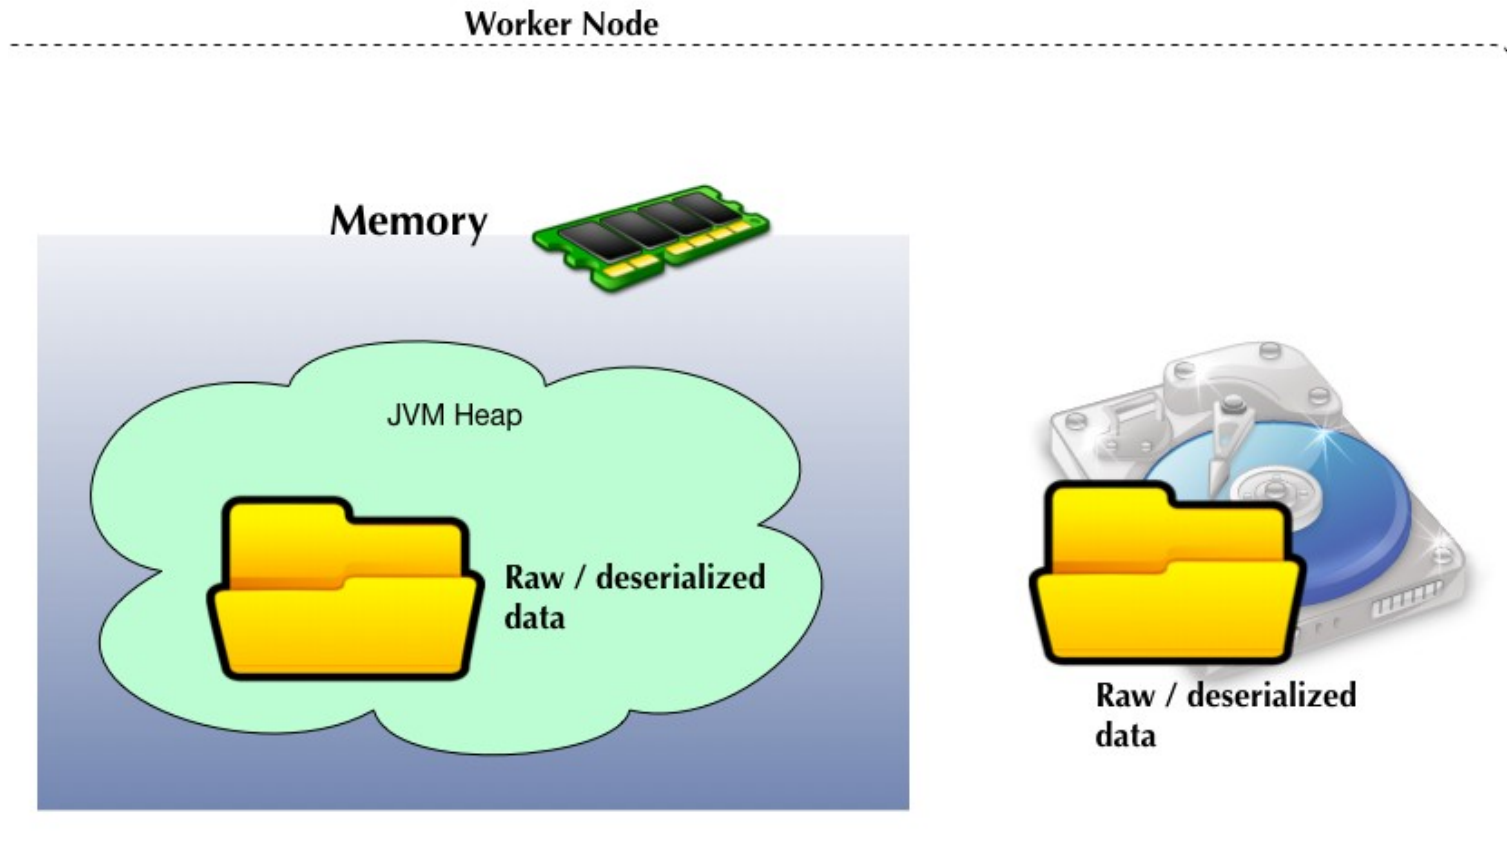 Worker Node
Memory
JVM Heap
Raw / deserialized
data
Raw / deserialized
data